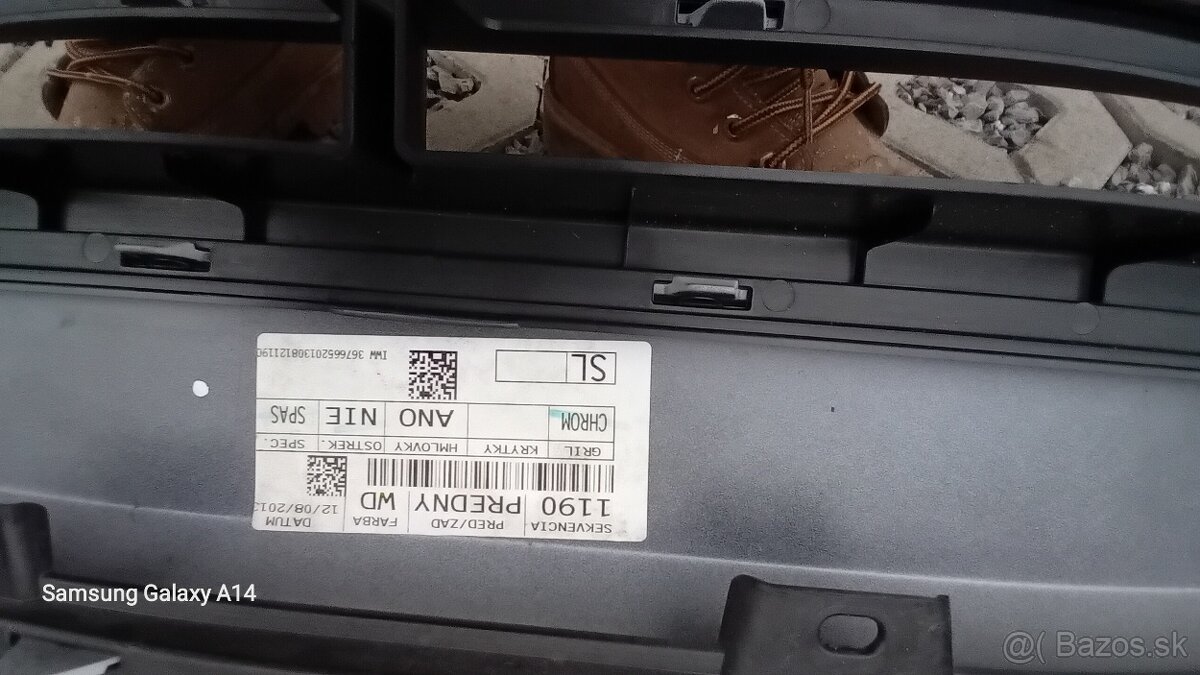 SEKVENCIA PRED/ZAD FARBA DATUM
1190 PREDNY WD 12/08/2013
GRIL KRYTKY HMLOVKY OSTREK. SPEC.
CHROM ANO NIE SPAS
SL
IWW 367665201308121190
Samsung Galaxy A14
@( Bazos.sk